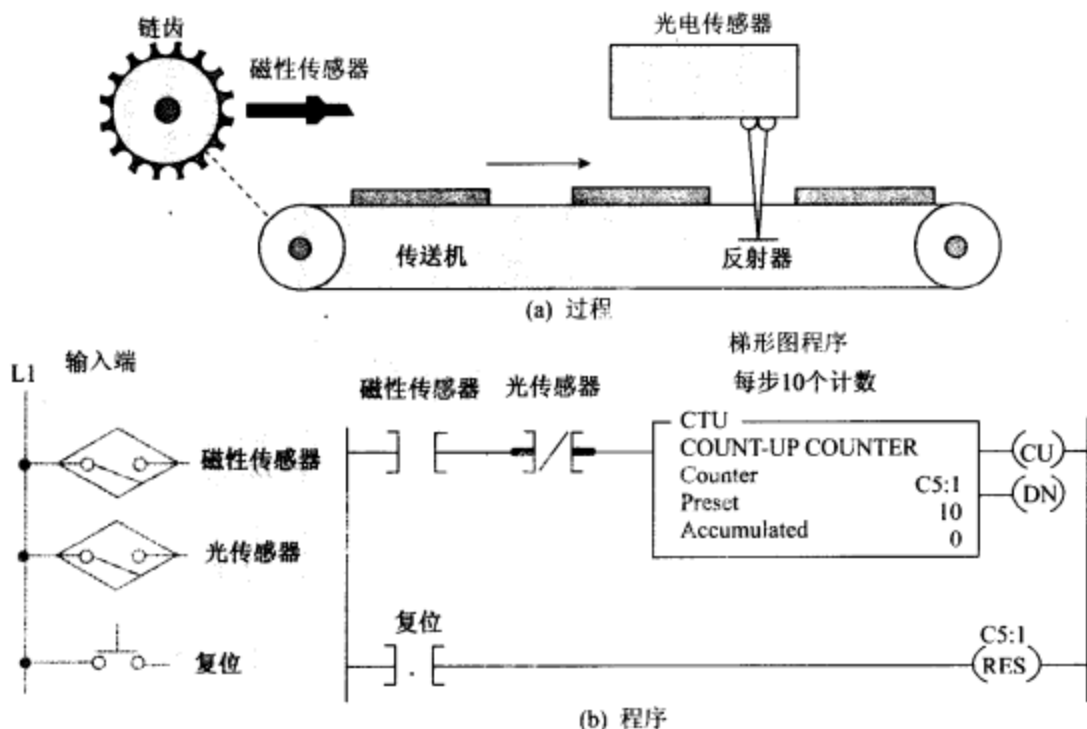 链齿
磁性传感器
光电传感器
传送机
反射器
(a) 过程
梯形图程序
每步10个计数
L1
输入端
磁性传感器
光传感器
复位
磁性传感器
光传感器
CTU
COUNT-UP COUNTER
Counter C5:1
Preset 10
Accumulated 0
CU
DN
复位
C5:1
RES
(b) 程序